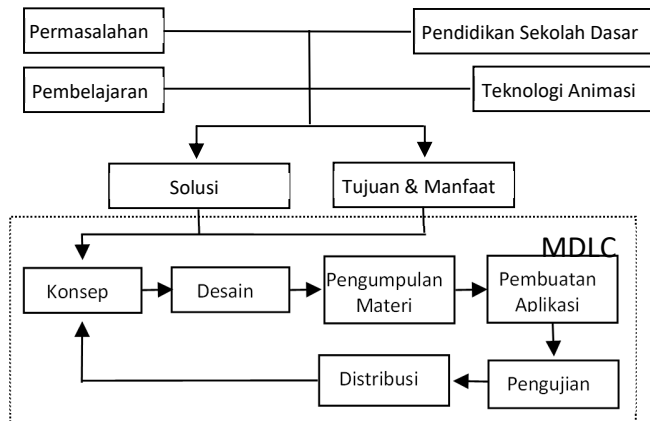 Permasalahan
Pendidikan Sekolah Dasar
Pembelajaran
Teknologi Animasi
Solusi
Tujuan & Manfaat
MDLC
Konsep
Desain
Pengumpulan
Materi
Pembuatan
Aplikasi
Distribusi
Pengujian